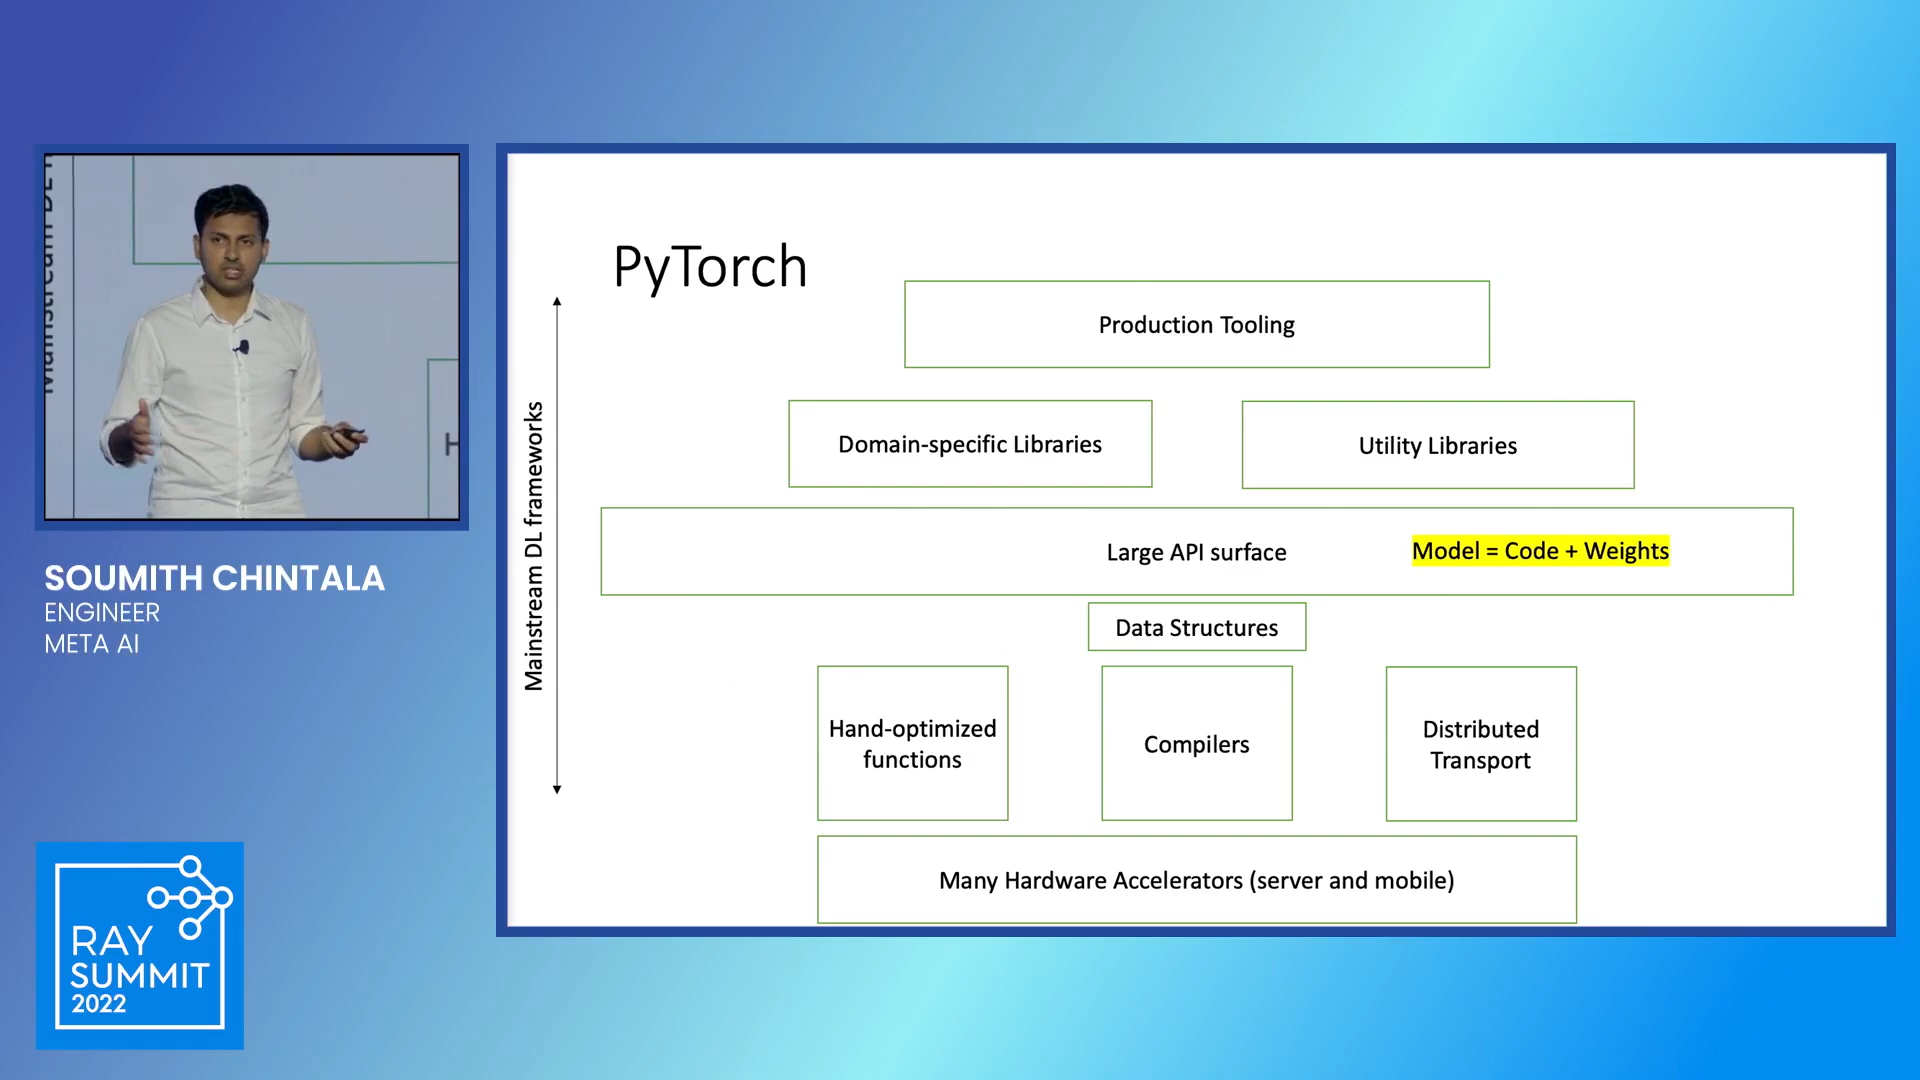 PyTorch
Production Tooling
Domain-specific Libraries
Utility Libraries
Mainstream DL frameworks
Large API surface
Model = Code + Weights
Data Structures
Hand-optimized
functions
Compilers
Distributed
Transport
Many Hardware Accelerators (server and mobile)
SOUMITH CHINTALA
ENGINEER
META AI
RAY
SUMMIT
2022